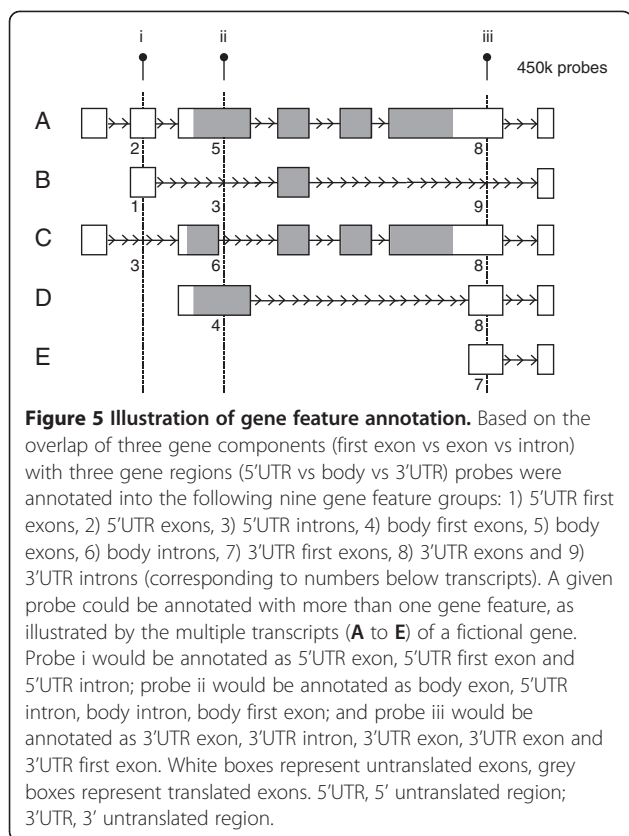 i ii iii
450k probes
A
2 5 8
B
1 3 9
C
3 6 8
D
4 8
E
7
Figure 5 Illustration of gene feature annotation. Based on the
overlap of three gene components (first exon vs exon vs intron)
with three gene regions (5’UTR vs body vs 3’UTR) probes were
annotated into the following nine gene feature groups: 1) 5’UTR first
exons, 2) 5’UTR exons, 3) 5’UTR introns, 4) body first exons, 5) body
exons, 6) body introns, 7) 3’UTR first exons, 8) 3’UTR exons and 9)
3’UTR introns (corresponding to numbers below transcripts). A given
probe could be annotated with more than one gene feature, as
illustrated by the multiple transcripts (A to E) of a fictional gene.
Probe i would be annotated as 5’UTR exon, 5’UTR first exon and
5’UTR intron; probe ii would be annotated as body exon, 5’UTR
intron, body intron, body first exon; and probe iii would be
annotated as 3’UTR exon, 3’UTR intron, 3’UTR exon, 3’UTR exon and
3’UTR first exon. White boxes represent untranslated exons, grey
boxes represent translated exons. 5’UTR, 5’ untranslated region;
3’UTR, 3’ untranslated region.